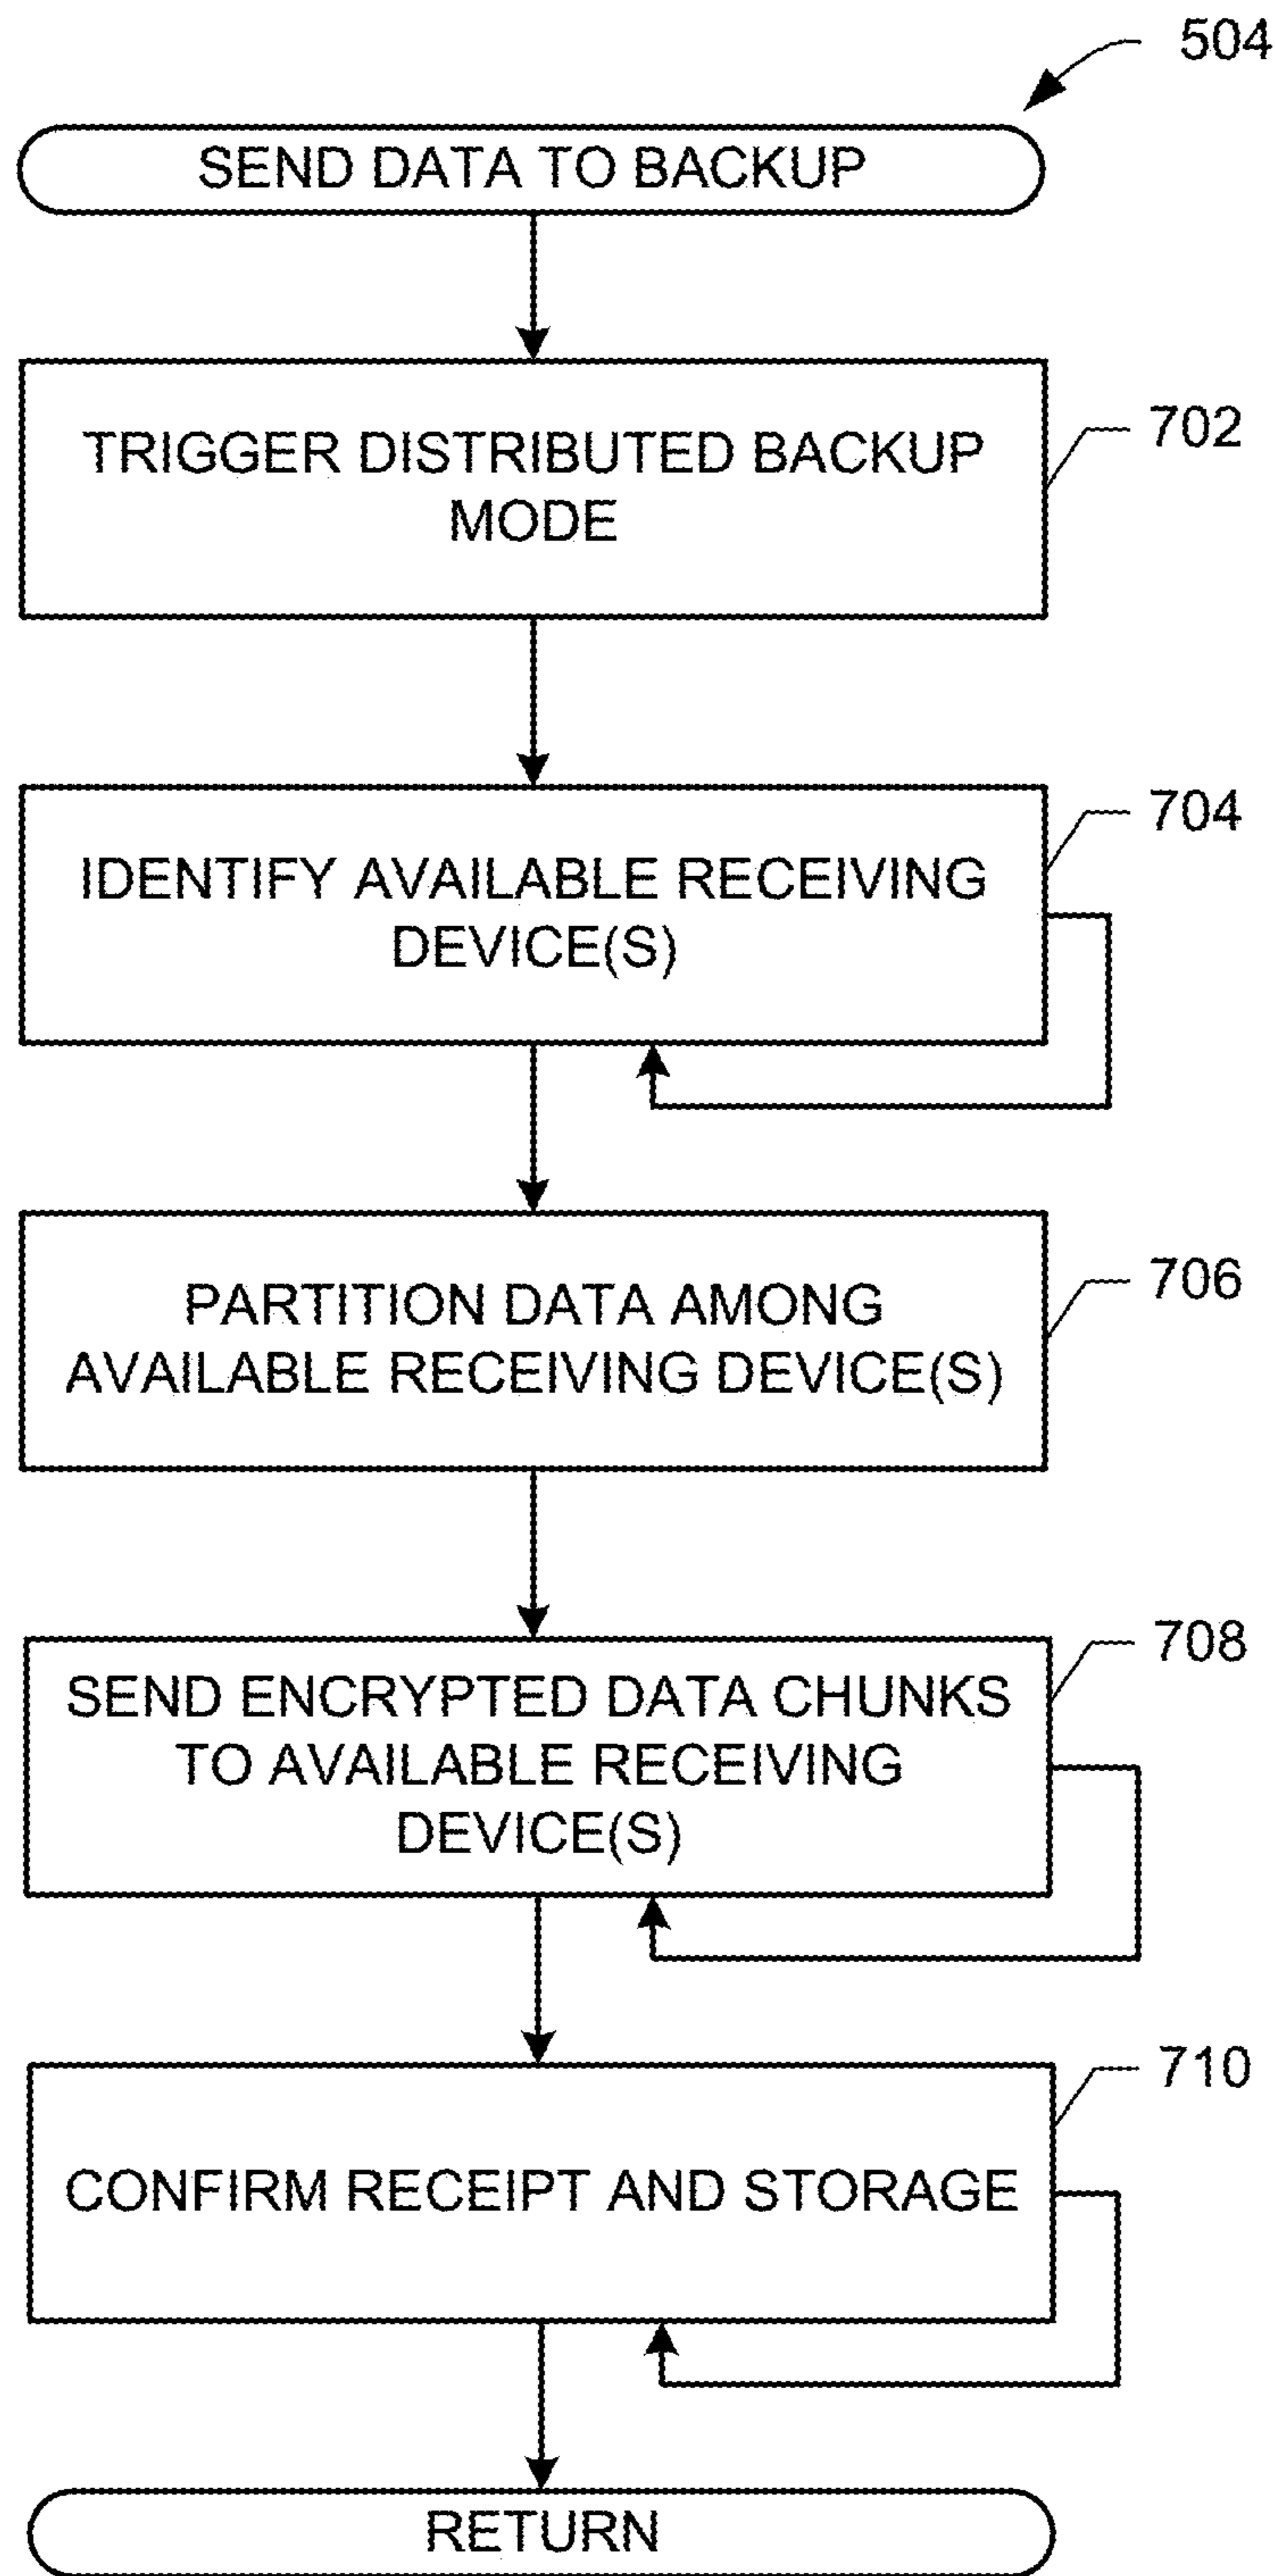 504
SEND DATA TO BACKUP
TRIGGER DISTRIBUTED BACKUP
MODE
702
IDENTIFY AVAILABLE RECEIVING
DEVICE(S)
704
PARTITION DATA AMONG
AVAILABLE RECEIVING DEVICE(S)
706
SEND ENCRYPTED DATA CHUNKS
TO AVAILABLE RECEIVING
DEVICE(S)
708
CONFIRM RECEIPT AND STORAGE
710
RETURN